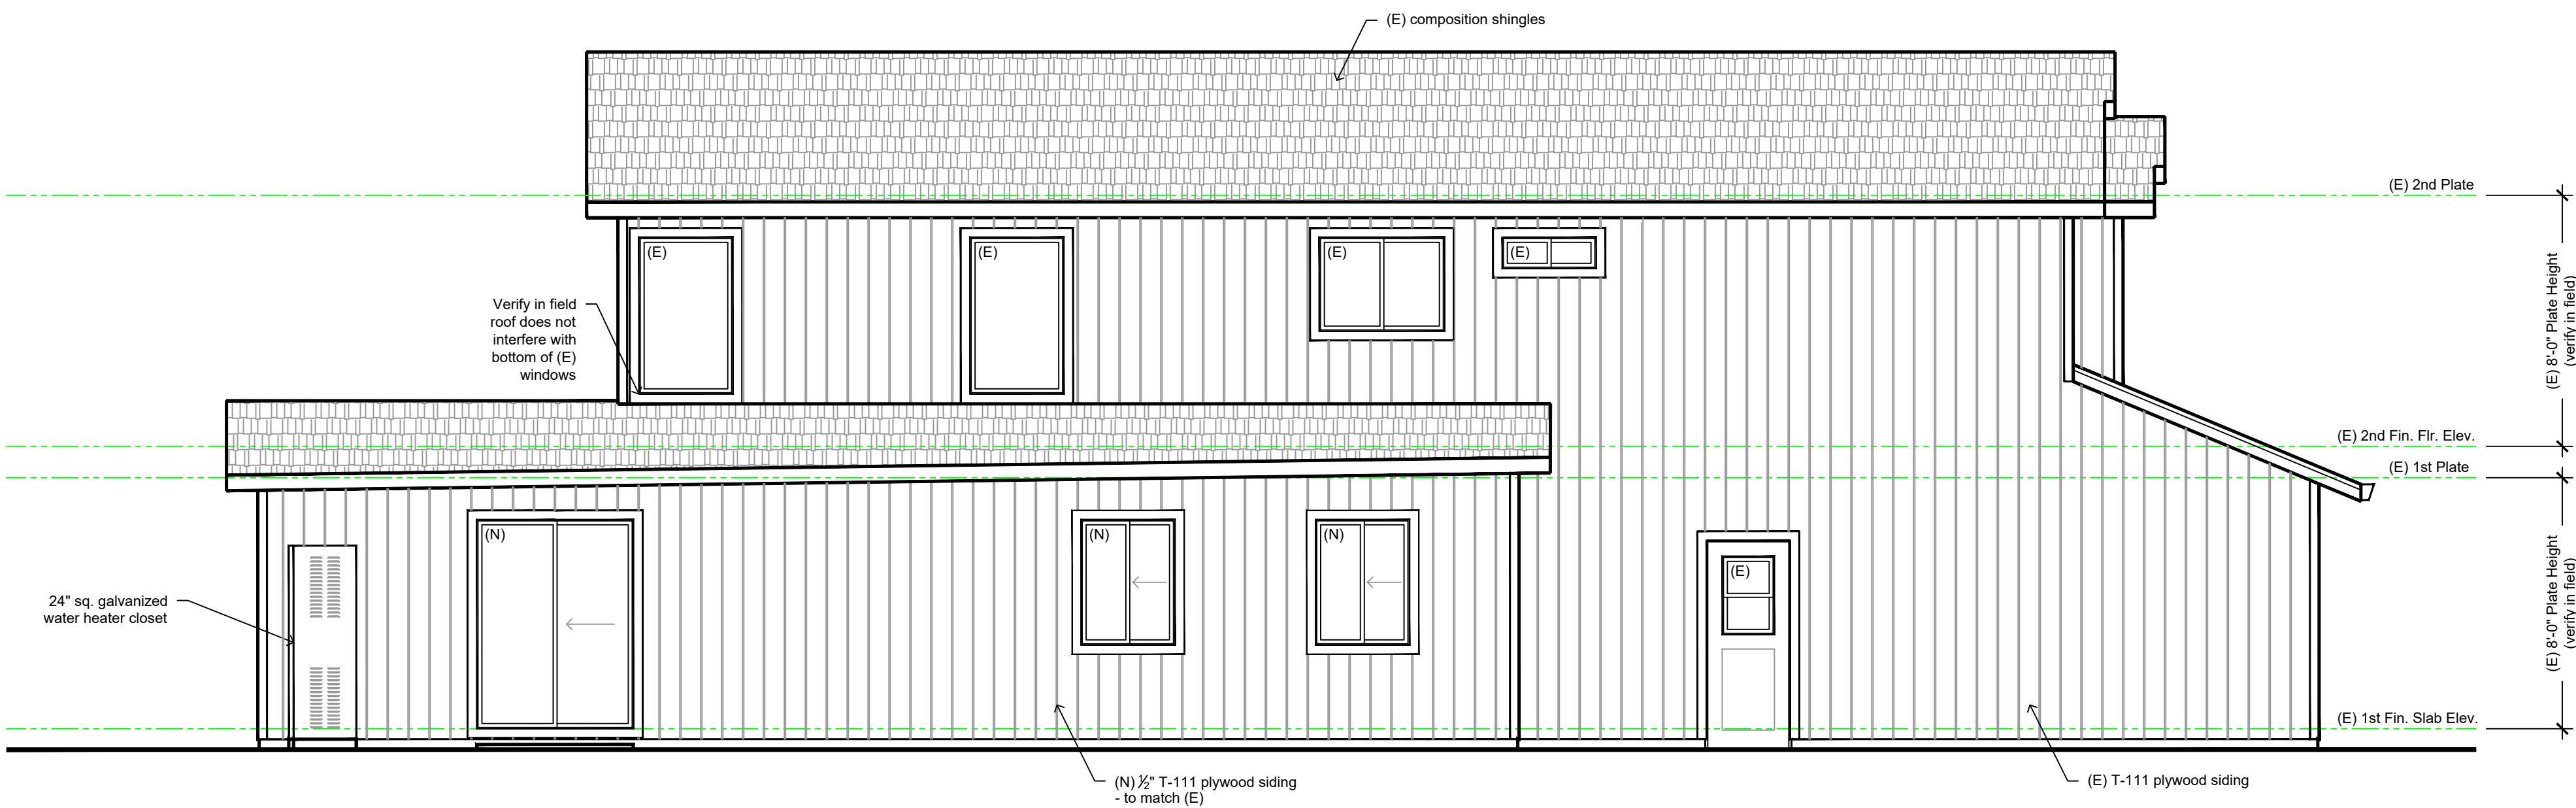 (E) composition shingles
(E) 2nd Plate
(E)
(E)
(E)
(E)
(E) 8'-0" Plate Height
(verify in field)
Verify in field
roof does not
interfere with
bottom of (E)
windows
(E) 2nd Fin. Flr. Elev.
(E) 1st Plate
(N)
(N)
(N)
(E)
(E) 8'-0" Plate Height
(verify in field)
24" sq. galvanized
water heater closet
(E) 1st Fin. Slab Elev.
(N) ½" T-111 plywood siding
- to match (E)
(E) T-111 plywood siding